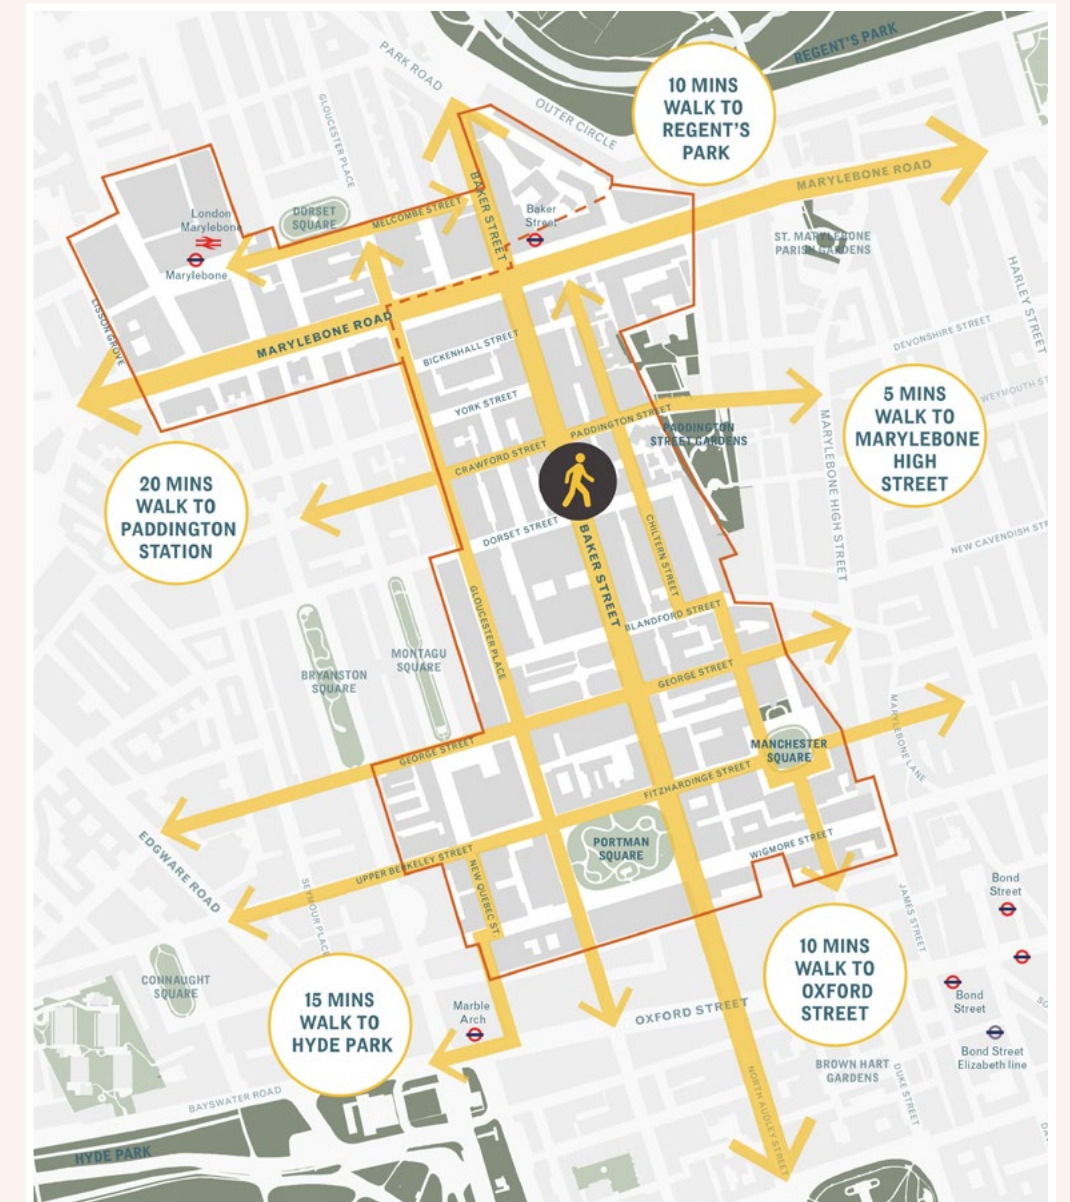 REGENT'S PARK
PARK ROAD
OUTER CIRCLE
10 MINS
WALK TO
REGENT'S
PARK
GLOUCESTER PLACE
MARYLEBONE ROAD
BAKER STREET
London
Marylebone
DORSET
SQUARE
MELCOMBE STREET
Baker
Street
ST. MARYLEBONE
PARISH GARDENS
Marylebone
HARLEY STREET
LISSON GROVE
MARYLEBONE ROAD
BICKENHALL STREET
DEVONSHIRE STREET
WEYMOUTH ST
YORK STREET
5 MINS
WALK TO
MARYLEBONE
HIGH
STREET
PADDINGTON STREET
PADDINGTON
STREET GARDENS
MARYLEBONE HIGH STREET
CRAWFORD STREET
20 MINS
WALK TO
PADDINGTON
STATION
DORSET STREET
BAKER STREET
CHILTERN STREET
NEW CAVENDISH STR
GLOUCESTER PLACE
BLANDFORD STREET
MONTAGU
SQUARE
BRYANSTON
SQUARE
GEORGE STREET
GEORGE STREET
MARYLEBONE LANE
MANCHESTER
SQUARE
FITZHARDINGE STREET
EDGWARE ROAD
PORTMAN
SQUARE
WIGMORE STREET
UPPER BERKELEY STREET
NEW QUEBEC ST.
SEYMOUR PLACE
JAMES STREET
Bond
Street
10 MINS
WALK TO
OXFORD
STREET
CONNAUGHT
SQUARE
15 MINS
WALK TO
HYDE PARK
Marble
Arch
OXFORD STREET
Bond
Street
Bond Street
Elizabeth line
BROWN HART
GARDENS
DUKE STREET
NORTH AUDLEY STREET
BAYSWATER ROAD
HYDE PARK